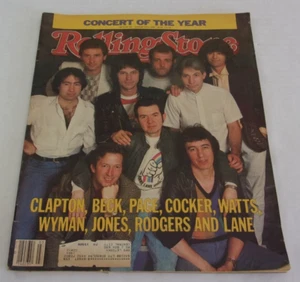 CONCERT OF THE YEAR
Rolling Stone
CLAPTON, BECK, PAGE, COCKER, WATTS,
WYMAN, JONES, RODGERS AND LANE